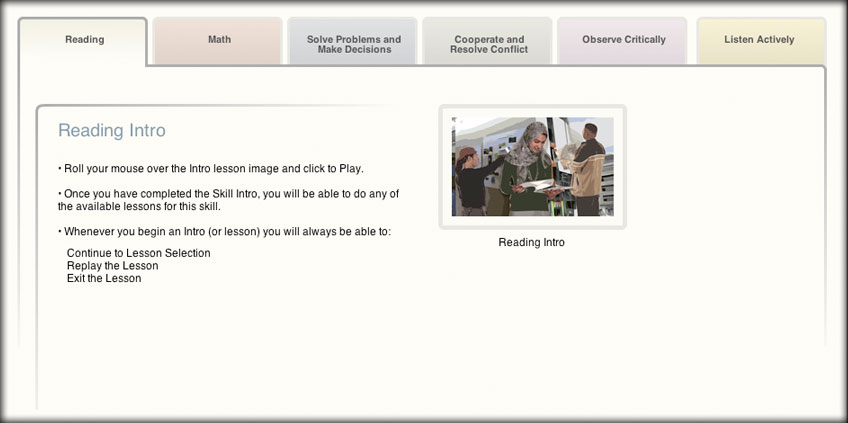 Reading
Math
Solve Problems and
Make Decisions
Cooperate and
Resolve Conflict
Observe Critically
Listen Actively
Reading Intro
• Roll your mouse over the Intro lesson image and click to Play.
• Once you have completed the Skill Intro, you will be able to do any of
the available lessons for this skill.
• Whenever you begin an Intro (or lesson) you will always be able to:
Continue to Lesson Selection
Replay the Lesson
Exit the Lesson
Reading Intro